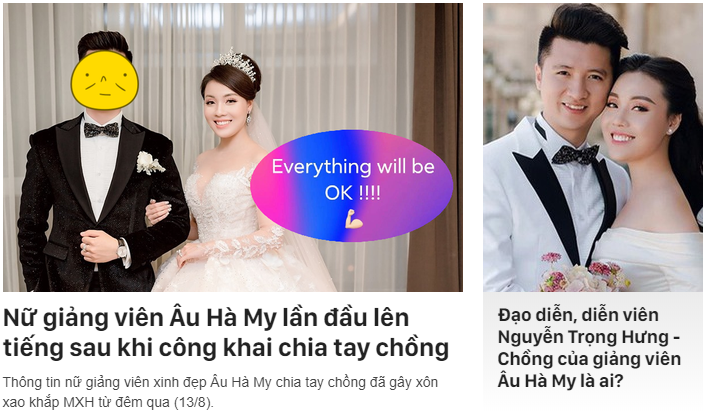 Everything will be
OK !!!!
💪
Nữ giảng viên Âu Hà My lần đầu lên
tiếng sau khi công khai chia tay chồng
Thông tin nữ giảng viên xinh đẹp Âu Hà My chia tay chồng đã gây xôn
xao khắp MXH từ đêm qua (13/8).
Đạo diễn, diễn viên
Nguyễn Trọng Hưng -
Chồng của giảng viên
Âu Hà My là ai?